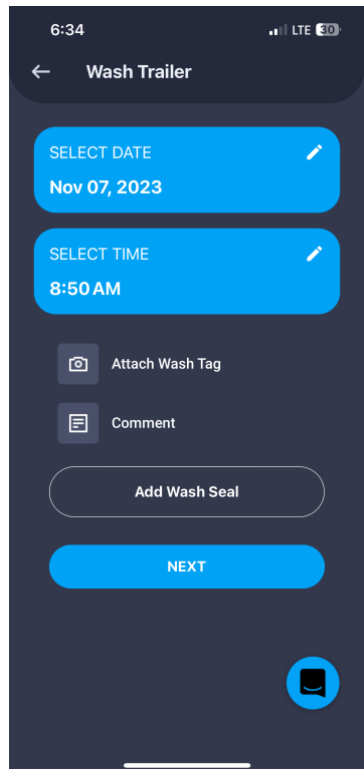 6:34
LTE 30
Wash Trailer
SELECT DATE
Nov 07, 2023
SELECT TIME
8:50 AM
Attach Wash Tag
Comment
Add Wash Seal
NEXT